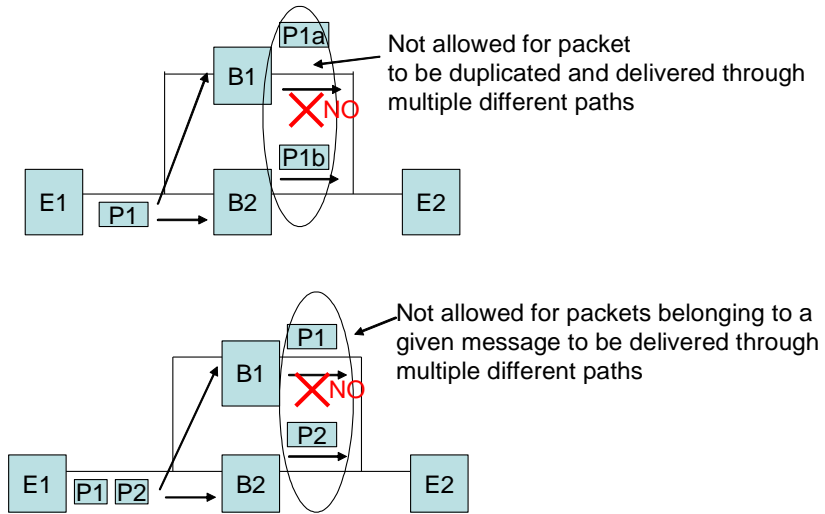 P1a
Not allowed for packet
to be duplicated and delivered through
multiple different paths
B1
NO
P1b
E1
P1
B2
E2
Not allowed for packets belonging to a
given message to be delivered through
multiple different paths
P1
B1
NO
P2
E1
P1 P2
B2
E2